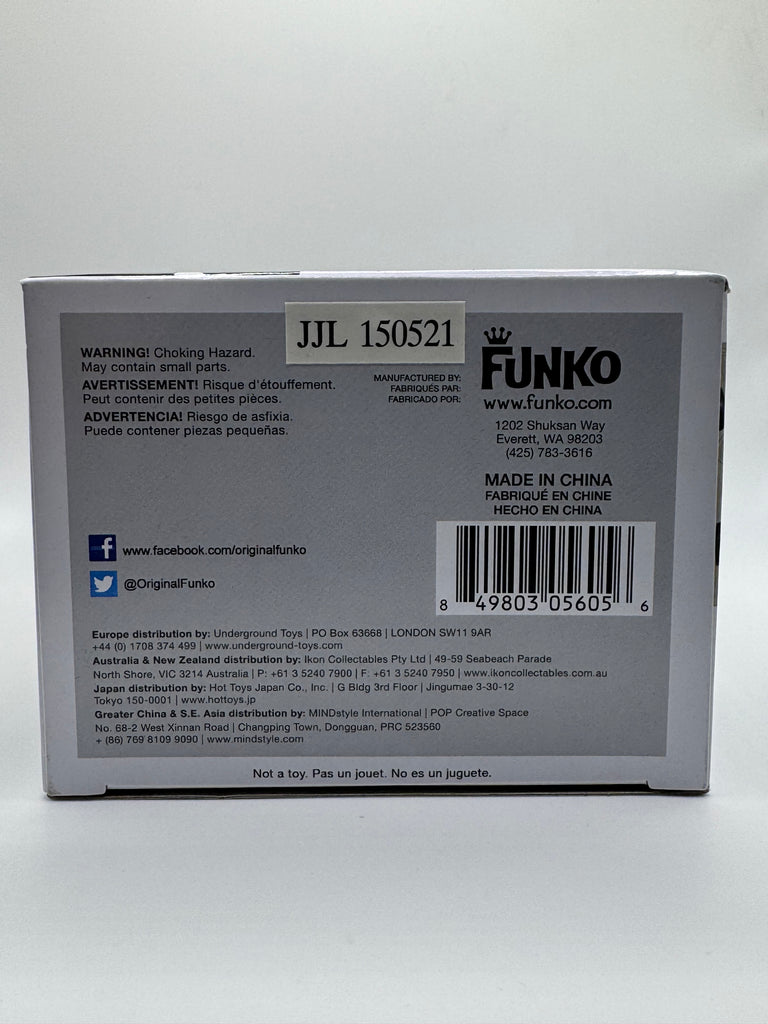 JJL 150521
WARNING! Choking Hazard.
May contain small parts.
AVERTISSEMENT! Risque d'étouffement.
Peut contenir des petites pièces.
ADVERTENCIA! Riesgo de asfixia.
Puede contener piezas pequeñas.
MANUFACTURED BY:
FABRIQUÉS PAR:
FABRICADO POR:
FUNKO
www.funko.com
1202 Shuksan Way
Everett, WA 98203
(425) 783-3616
MADE IN CHINA
FABRIQUÉ EN CHINE
HECHO EN CHINA
8 49803 05605 6
f www.facebook.com/originalfunko
@OriginalFunko
Europe distribution by: Underground Toys | PO Box 63668 | LONDON SW11 9AR
+44 (0) 1708 374 499 | www.underground-toys.com
Australia & New Zealand distribution by: Ikon Collectables Pty Ltd | 49-59 Seabeach Parade
North Shore, VIC 3214 Australia | P: +61 3 5240 7900 | F: +61 3 5240 7950 | www.ikoncollectables.com.au
Japan distribution by: Hot Toys Japan Co., Inc. | G Bldg 3rd Floor | Jingumae 3-30-12
Tokyo 150-0001 | www.hottoys.jp
Greater China & S.E. Asia distribution by: MINDstyle International | POP Creative Space
No. 68-2 West Xinnan Road | Changping Town, Dongguan, PRC 523560
+ (86) 769 8109 9090 | www.mindstyle.com
Not a toy. Pas un jouet. No es un juguete.